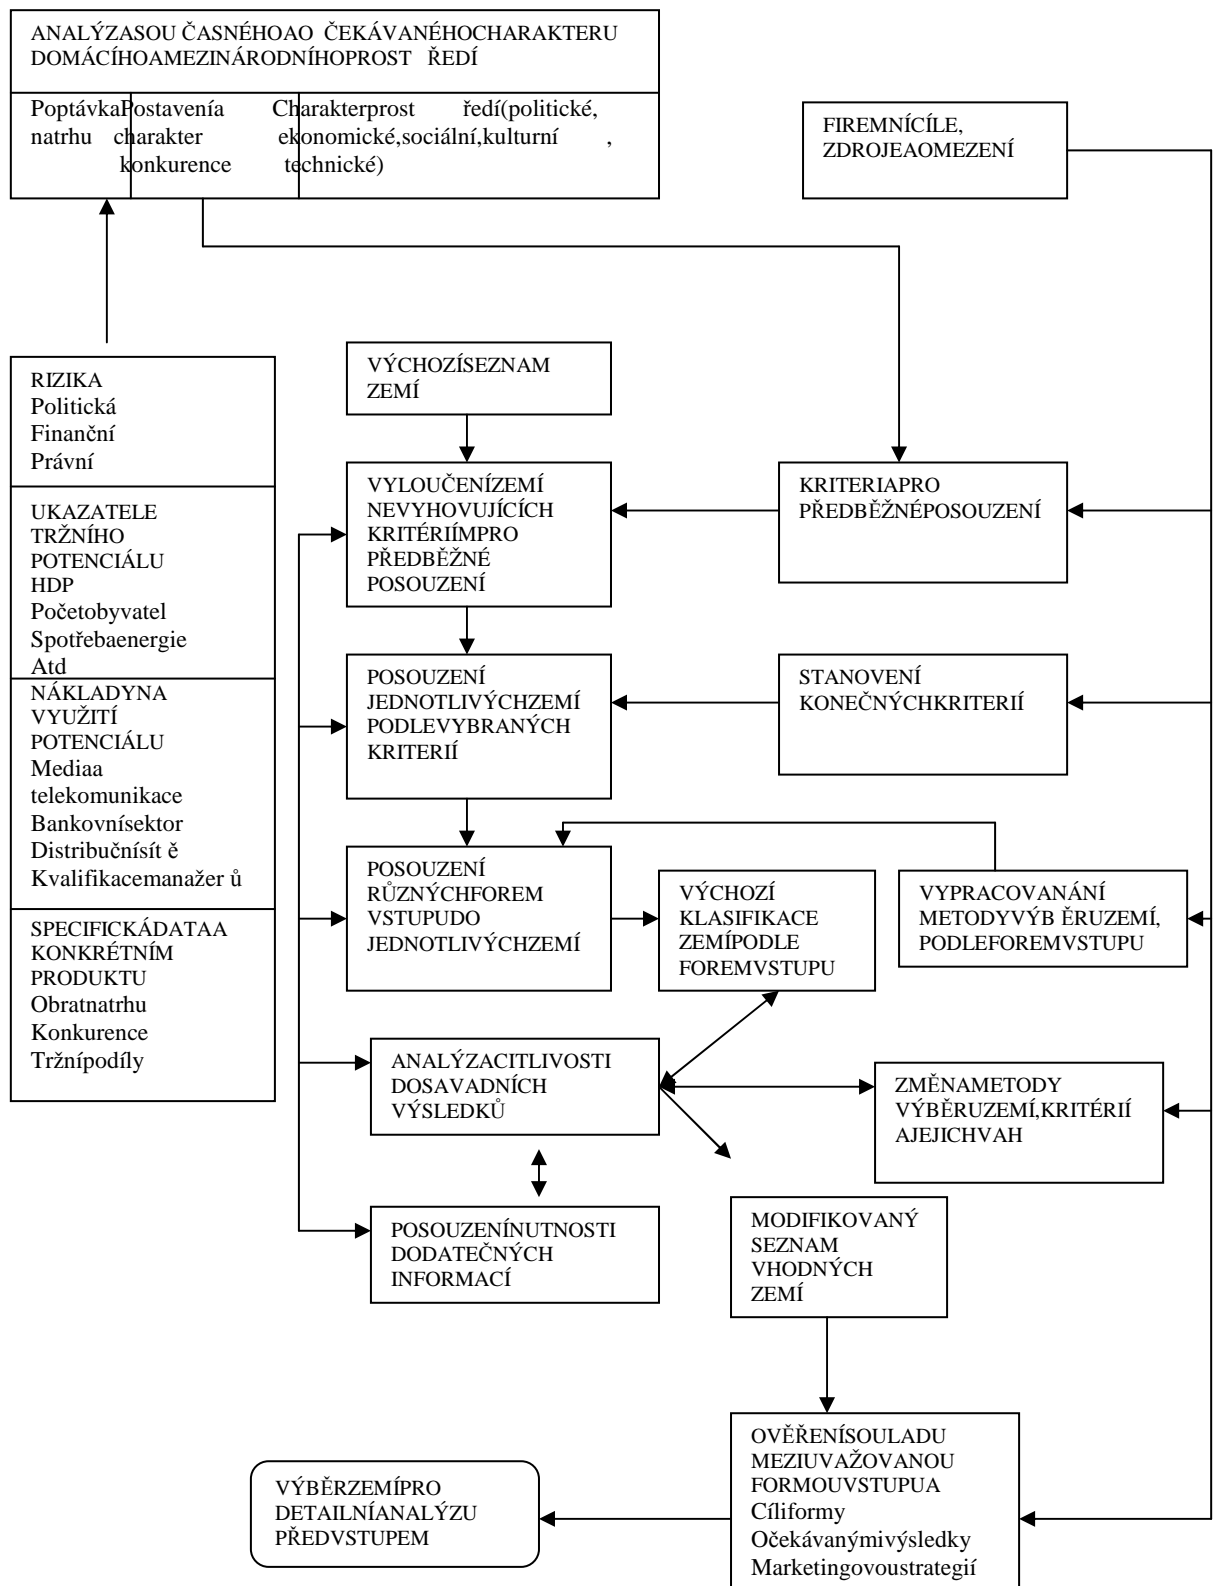 ANALÝZASOU ČASNÉHOAO ČEKÁVANÉHOCHARAKTERU
DOMÁCÍHOAMEZINÁRODNÍHOPROST ŘEDÍ
PoptávkaPostavenía Charakterprost ředí(politické,
natrhu charakter ekonomické,sociální,kulturní ,
konkurence technické)
FIREMNÍCÍLE,
ZDROJEAOMEZENÍ
RIZIKA
Politická
Finanční
Právní
UKAZATELE
TRŽNÍHO
POTENCIÁLU
HDP
Početobyvatel
Spotřebaenergie
Atd
NÁKLADYNA
VYUŽITÍ
POTENCIÁLU
Mediaa
telekomunikace
Bankovnísektor
Distribučnísít ě
Kvalifikacemanažer ů
SPECIFICKÁDATAA
KONKRÉTNÍM
PRODUKTU
Obratnatrhu
Konkurence
Tržnípodíly
VÝCHOZÍSEZNAM
ZEMÍ
VYLOUČENÍZEMÍ
NEVYHOVUJÍCÍCH
KRITÉRIÍMPRO
PŘEDBĚŽNÉ
POSOUZENÍ
KRITERIAPRO
PŘEDBĚŽNÉPOSOUZENÍ
POSOUZENÍ
JEDNOTLIVÝCHZEMÍ
PODLEVYBRANÝCH
KRITERIÍ
STANOVENÍ
KONEČNÝCHKRITERIÍ
POSOUZENÍ
RŮZNÝCHFOREM
VSTUPUDO
JEDNOTLIVÝCHZEMÍ
VÝCHOZÍ
KLASIFIKACE
ZEMÍPODLE
FOREMVSTUPU
VYPRACOVANÁNÍ
METODYVÝB ĚRUZEMÍ,
PODLEFOREMVSTUPU
ANALÝZACITLIVOSTI
DOSAVADNÍCH
VÝSLEDKŮ
ZMĚNAMETODY
VÝBĚRUZEMÍ,KRITÉRIÍ
AJEJICHVAH
POSOUZENÍNUTNOSTI
DODATEČNÝCH
INFORMACÍ
MODIFIKOVANÝ
SEZNAM
VHODNÝCH
ZEMÍ
OVĚŘENÍSOULADU
MEZIUVAŽOVANOU
FORMOUVSTUPUA
Cíliformy
Očekávanýmivýsledky
Marketingovoustrategií
VÝBĚRZEMÍPRO
DETAILNÍANALÝZU
PŘEDVSTUPEM